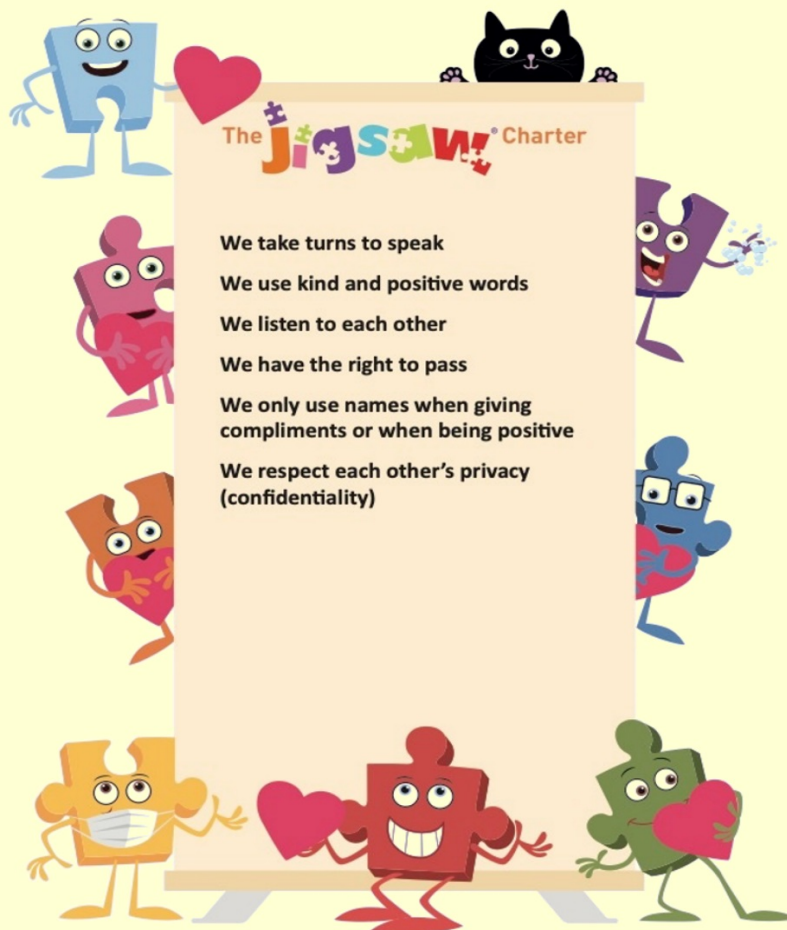 The Jigsaw® Charter
We take turns to speak
We use kind and positive words
We listen to each other
We have the right to pass
We only use names when giving
compliments or when being positive
We respect each other's privacy
(confidentiality)